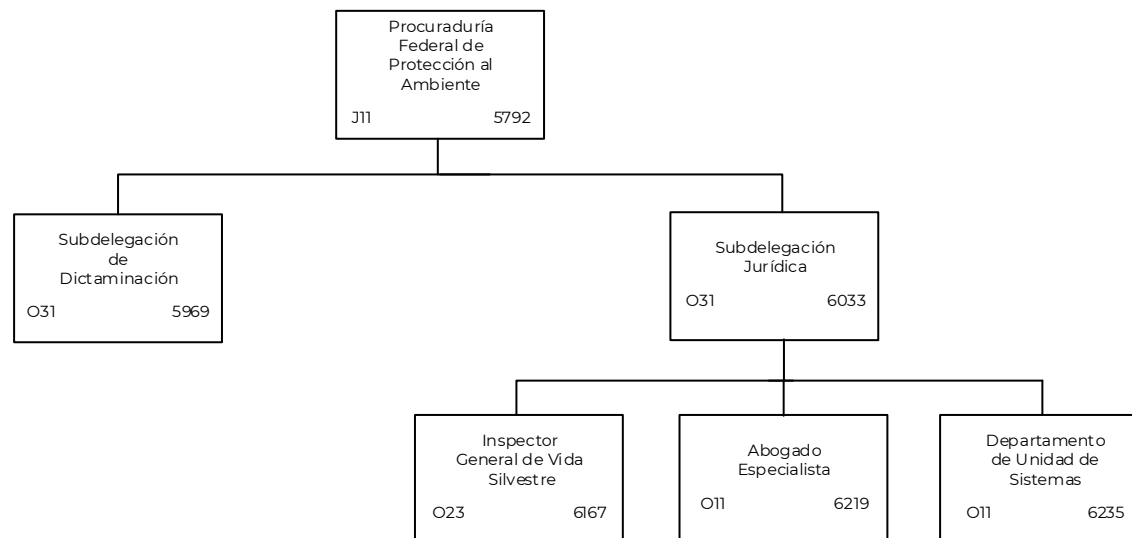 Procuraduría
Federal de
Protección al
Ambiente
J11 5792
Subdelegación
de
Dictaminación
O31 5969
Subdelegación
Jurídica
O31 6033
Inspector
General de Vida
Silvestre
O23 6167
Abogado
Especialista
O11 6219
Departamento
de Unidad de
Sistemas
O11 6235